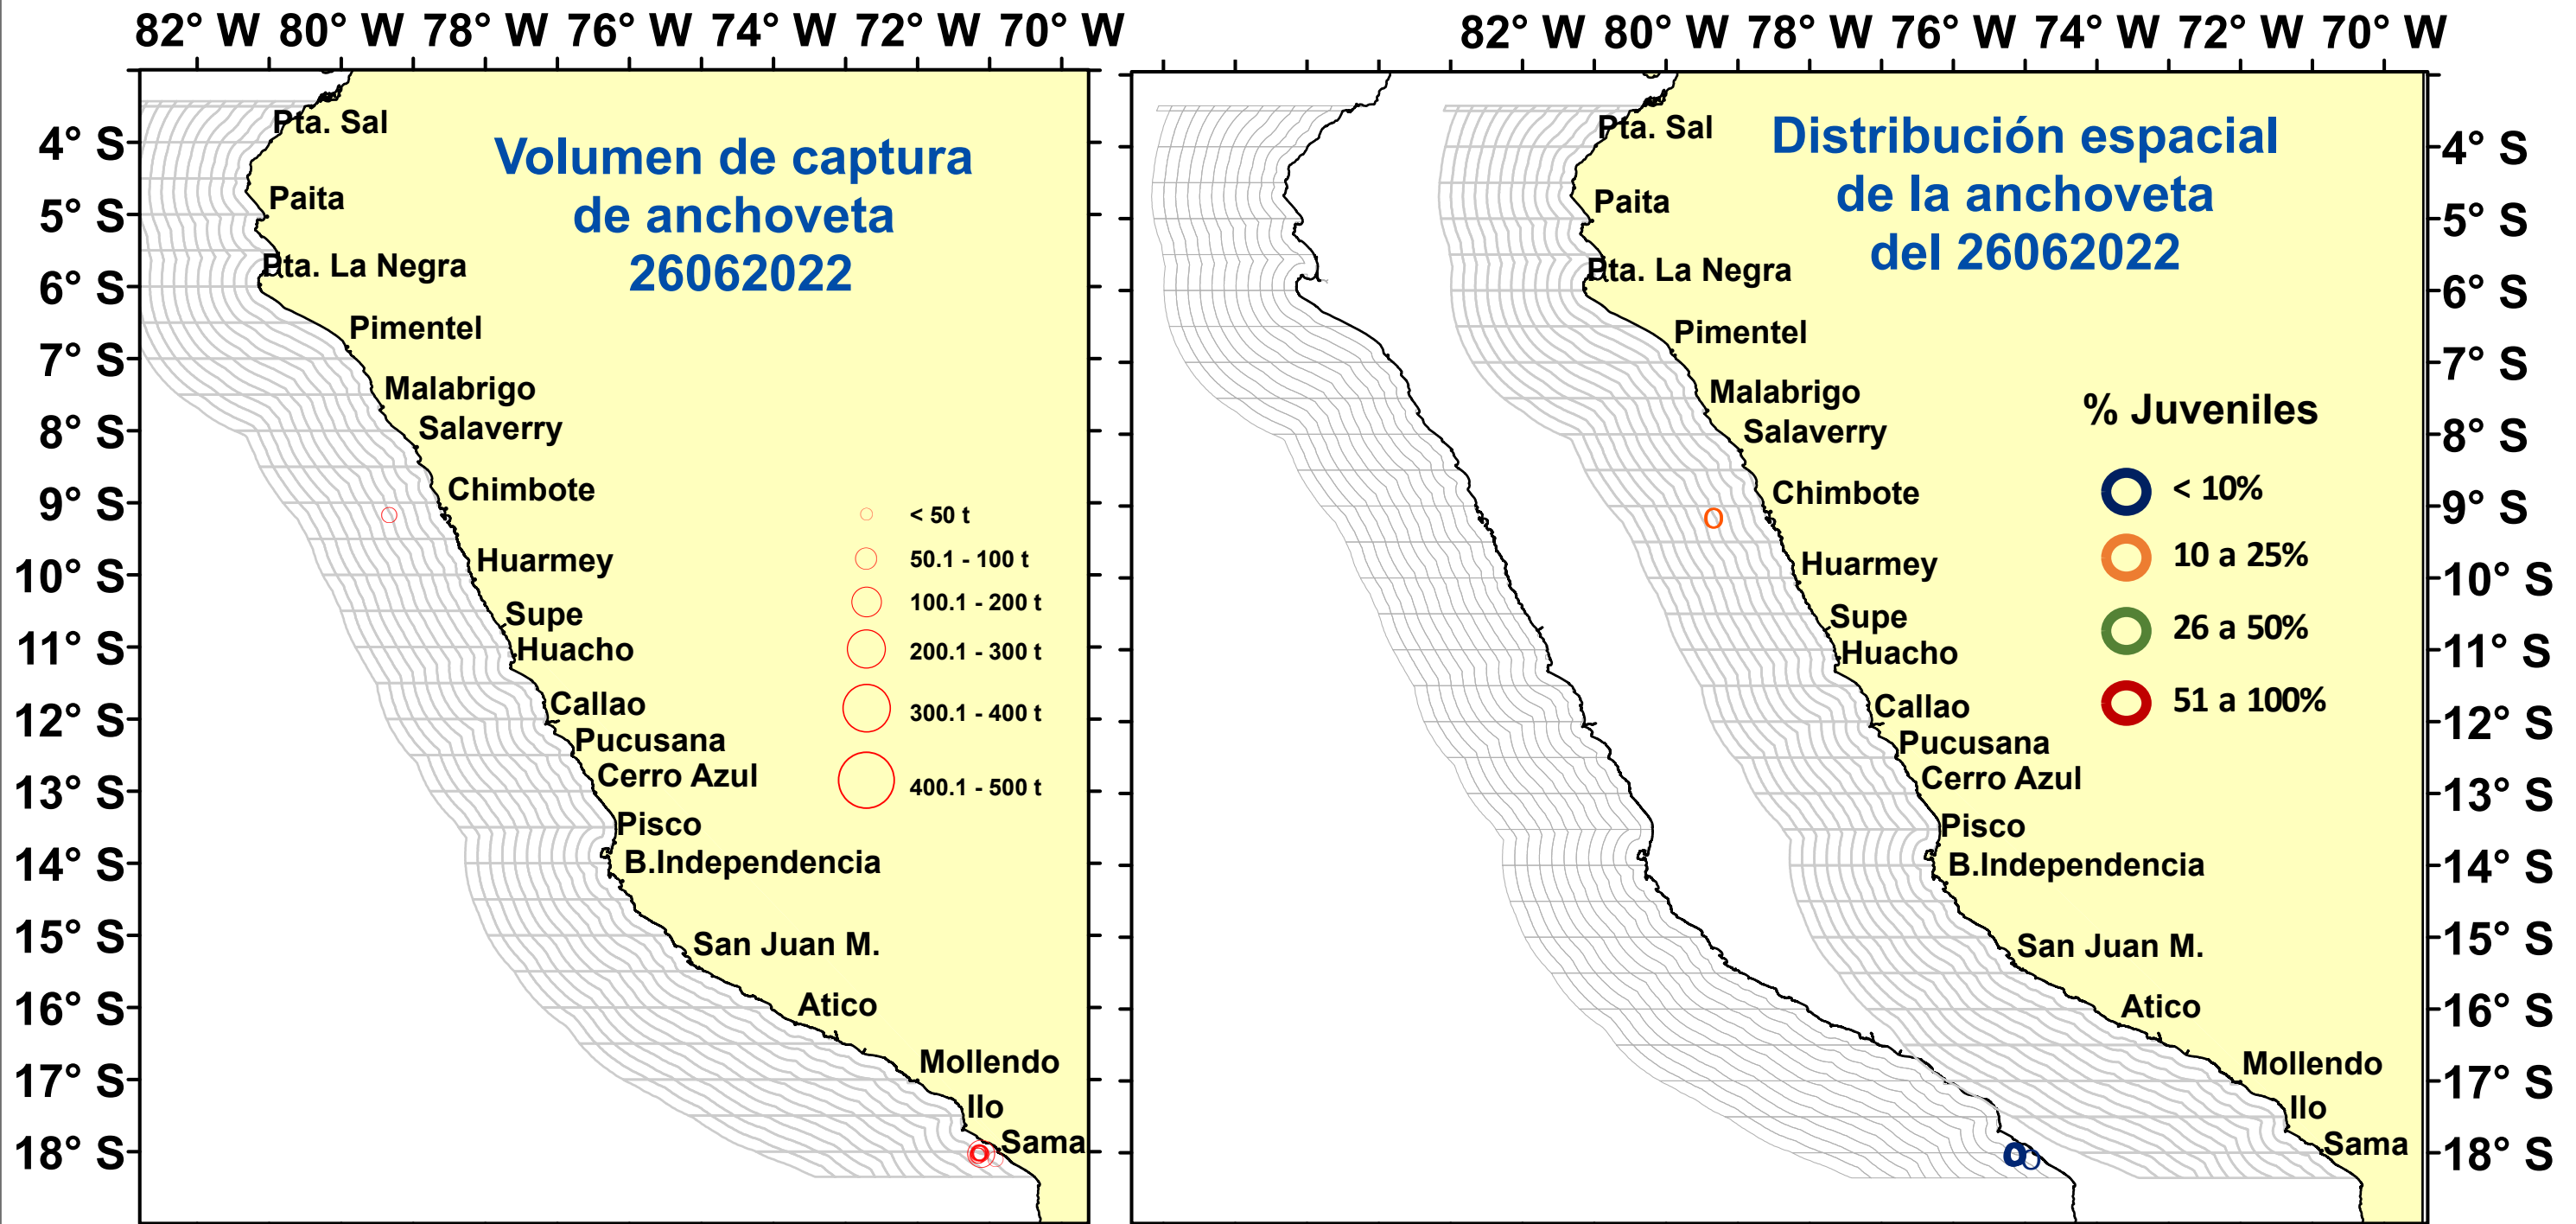 82° W 80° W 78° W 76° W 74° W 72° W 70° W
Volumen de captura
de anchoveta
26062022
4° S
5° S
6° S
7° S
8° S
9° S
10° S
11° S
12° S
13° S
14° S
15° S
16° S
17° S
18° S
Pta. Sal
Paita
Pta. La Negra
Pimentel
Malabrigo
Salaverry
Chimbote
Huarmey
Supe
Huacho
Callao
Pucusana
Cerro Azul
Pisco
B.Independencia
San Juan M.
Atico
Mollendo
Ilo
Sama
< 50 t
50.1 - 100 t
100.1 - 200 t
200.1 - 300 t
300.1 - 400 t
400.1 - 500 t
82° W 80° W 78° W 76° W 74° W 72° W 70° W
Distribución espacial
de la anchoveta
del 26062022
Pta. Sal
Paita
Pta. La Negra
Pimentel
Malabrigo
Salaverry
Chimbote
Huarmey
Supe
Huacho
Callao
Pucusana
Cerro Azul
Pisco
B.Independencia
San Juan M.
Atico
Mollendo
Ilo
Sama
% Juveniles
< 10%
10 a 25%
26 a 50%
51 a 100%
4° S
5° S
6° S
7° S
8° S
9° S
10° S
11° S
12° S
13° S
14° S
15° S
16° S
17° S
18° S